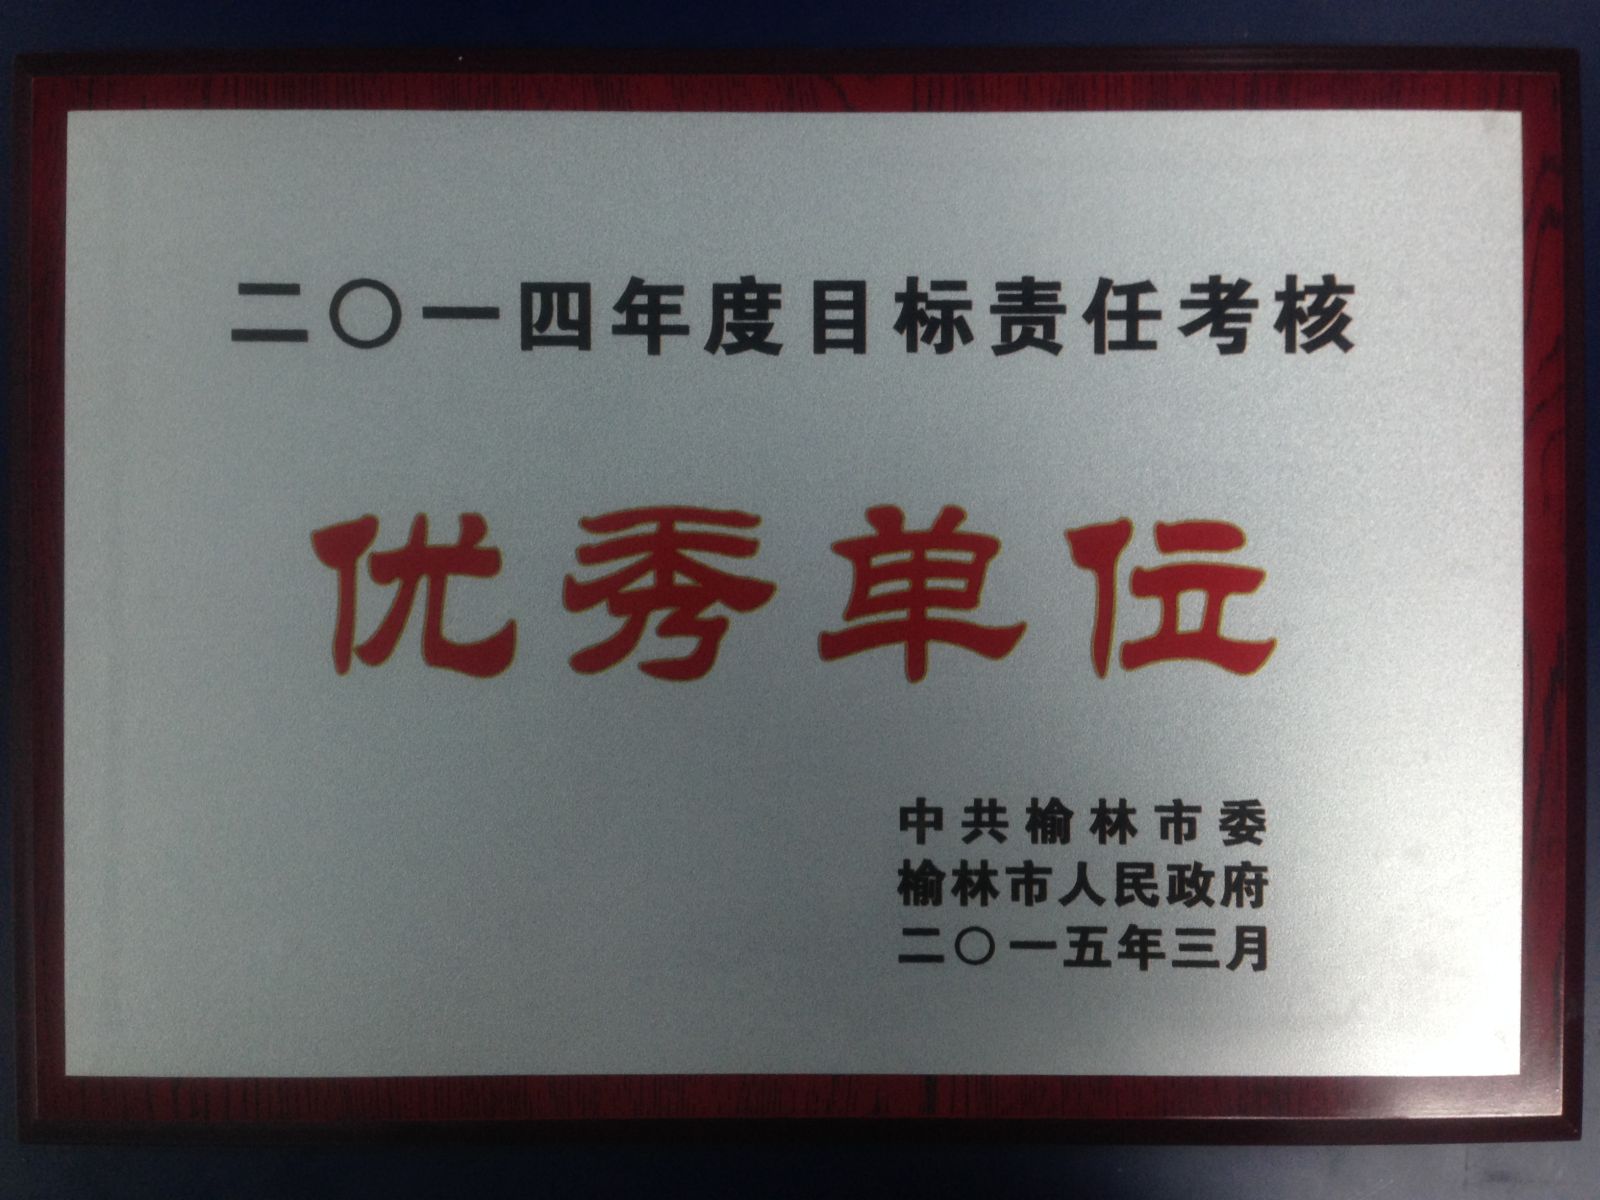 二〇一四年度目标责任考核
优秀单位
中共榆林市委
榆林市人民政府
二〇一五年三月